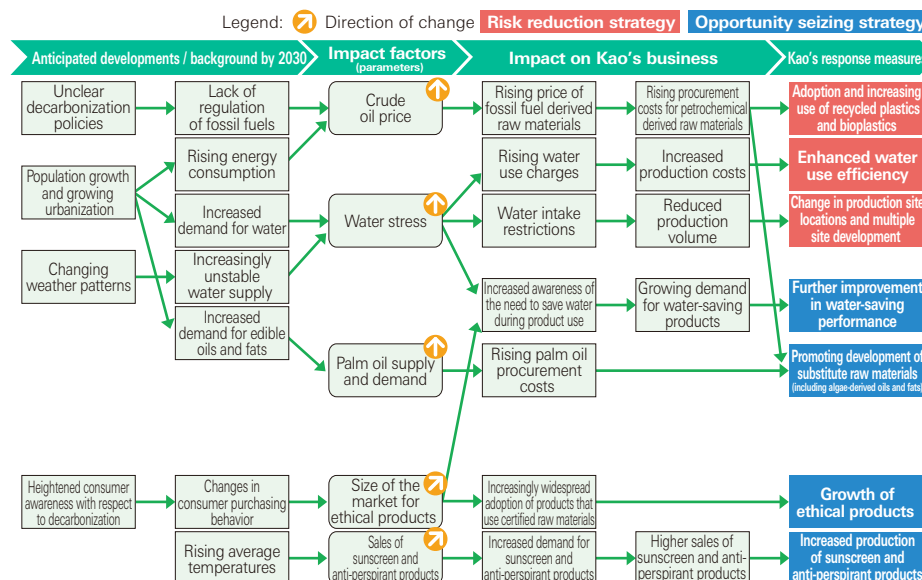 Legend: Direction of change Risk reduction strategy Opportunity seizing strategy
Anticipated developments / background by 2030
Impact factors
(parameters)
Impact on Kao's business
Kao's response measures
Unclear
decarbonization
policies
Lack of
regulation
of fossil fuels
Crude
oil price
Rising price of
fossil fuel derived
raw materials
Rising procurement
costs for petrochemical
derived raw materials
Adoption and increasing
use of recycled plastics
and bioplastics
Population growth
and growing
urbanization
Rising energy
consumption
Rising water
use charges
Increased
production costs
Enhanced water
use efficiency
Increased
demand for water
Water stress
Water intake
restrictions
Reduced
production
volume
Change in production site
locations and multiple
site development
Changing
weather patterns
Increasingly
unstable
water supply
Increased awareness of
the need to save water
during product use
Growing demand
for water-saving
products
Further improvement
in water-saving
performance
Increased
demand for edible
oils and fats
Palm oil supply
and demand
Rising palm oil
procurement
costs
Promoting development of
substitute raw materials
(including algae-derived oils and fats)
Heightened consumer
awareness with respect
to decarbonization
Changes in
consumer purchasing
behavior
Size of the
market for
ethical products
Increasingly widespread
adoption of products that
use certified raw materials
Growth of
ethical products
Rising average
temperatures
Sales of
sunscreen and
anti-perspirant products
Increased demand for
sunscreen and
anti-perspirant products
Higher sales of
sunscreen and anti-
perspirant products
Increased production
of sunscreen and
anti-perspirant products